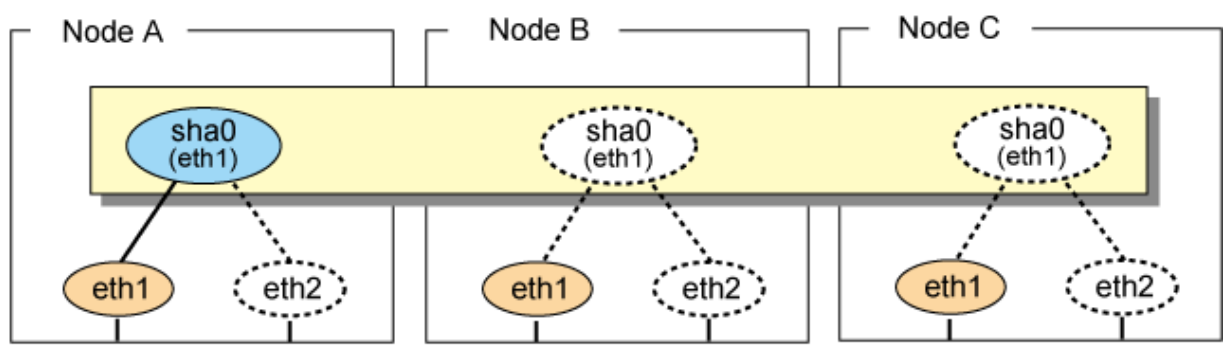 Node A
Node B
Node C
sha0
(eth1)
sha0
(eth1)
sha0
(eth1)
eth1
eth2
eth1
eth2
eth1
eth2